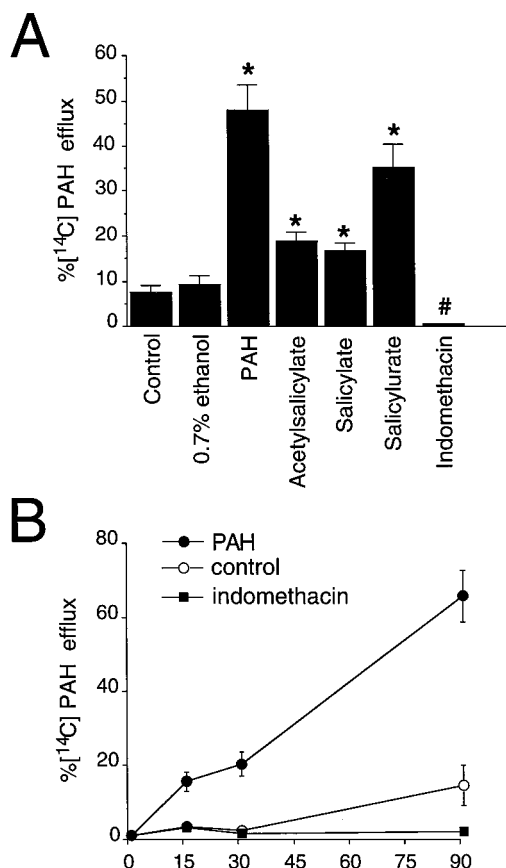 A
%[¹⁴C] PAH efflux
60
50
40
30
20
10
0
*
*
*
*
#
Control
0.7% ethanol
PAH
Acetylsalicylate
Salicylate
Salicylurate
Indomethacin
B
%[¹⁴C] PAH efflux
80
60
40
20
0
PAH
control
indomethacin
0 15 30 45 60 75 90